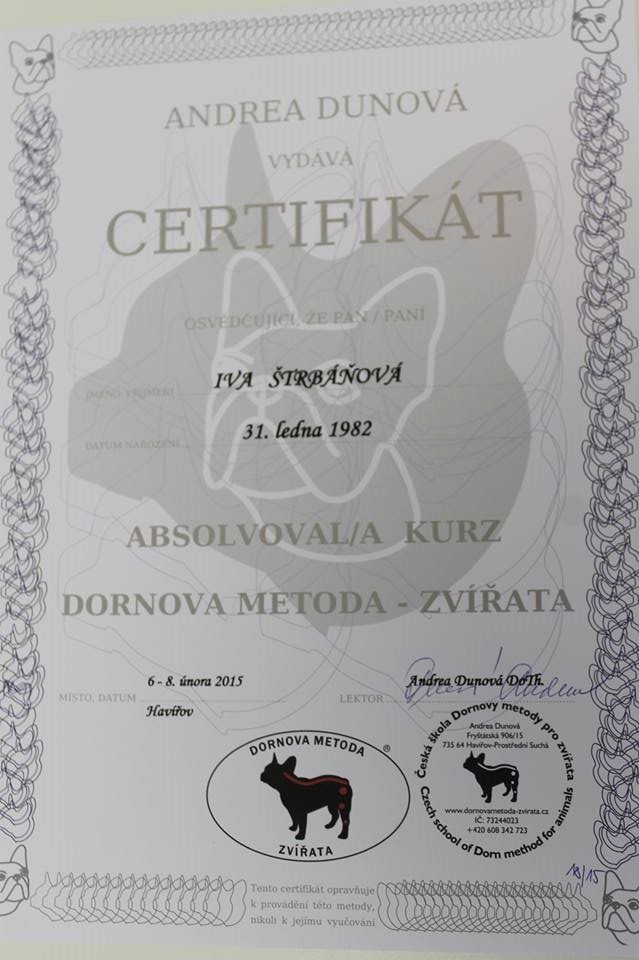 ANDREA DUNOVÁ
VYDÁVÁ
CERTIFIKÁT
OSVĚDČUJÍCÍ, ŽE PAN / PANÍ
IVA ŠTRBÁŇOVÁ
JMÉNO, PŘÍJMENÍ
31. ledna 1982
DATUM NAROZENÍ
ABSOLVOVAL/A KURZ
DORNOVA METODA - ZVÍŘATA
6 - 8. února 2015
Andrea Dunová DoTh.
MÍSTO, DATUM
LEKTOR
Havířov
DORNOVA METODA ®
ZVÍŘATA
Česká škola Dornovy metody pro zvířata
Andrea Dunová
Fryštátská 906/15
735 64 Havířov-Prostřední Suchá
www.dornovametoda-zvirata.cz
IČ: 73244023
+420 608 342 723
Czech school of Dorn method for animals
18/15
Tento certifikát opravňuje
k provádění této metody,
nikoli k jejímu vyučování